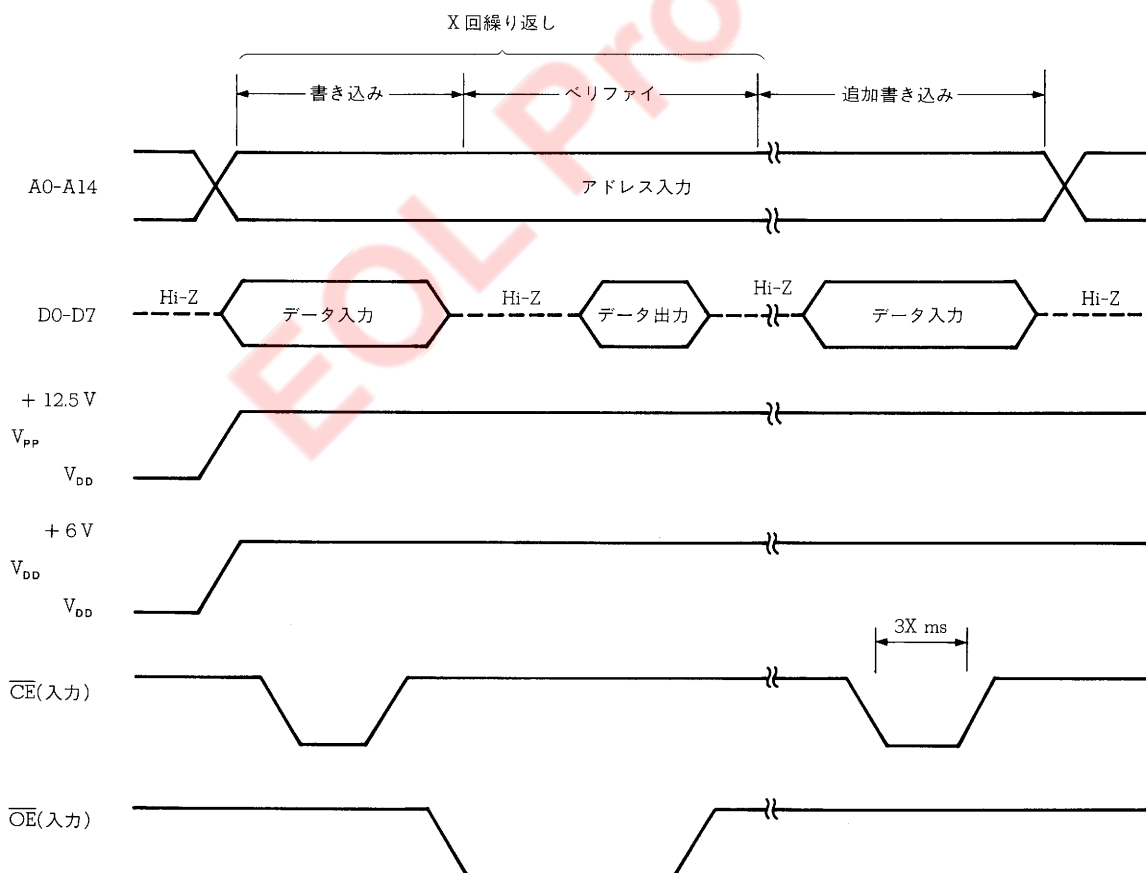 X回繰り返し
書き込み
ベリファイ
追加書き込み
A0-A14
アドレス入力
D0-D7
Hi-Z
データ入力
Hi-Z
データ出力
Hi-Z
データ入力
Hi-Z
+12.5 V
VPP
VDD
+6 V
VDD
VDD
3X ms
CE(入力)
OE(入力)
EOL Pro